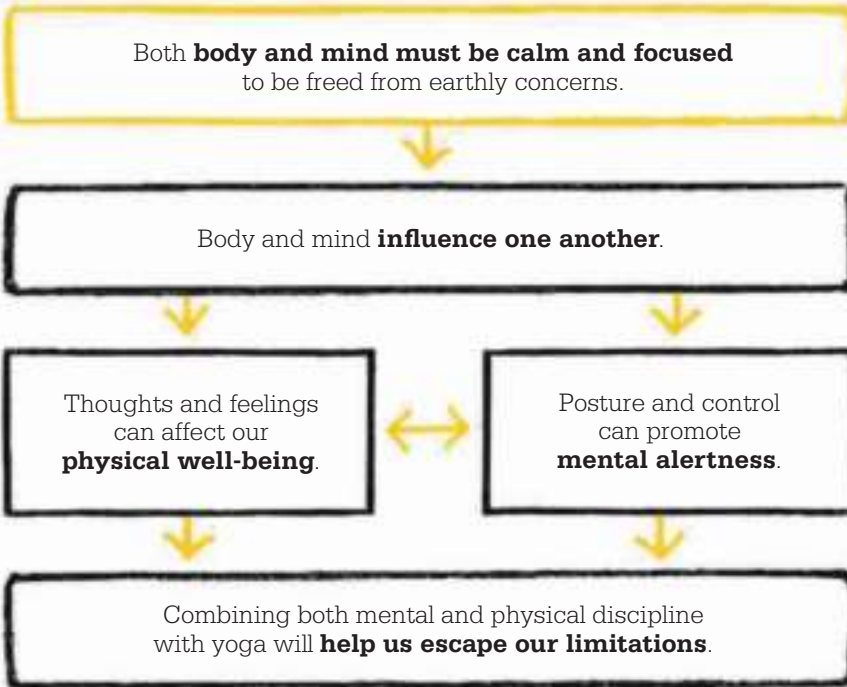 Both body and mind must be calm and focused
to be freed from earthly concerns.
Body and mind influence one another.
Thoughts and feelings
can affect our
physical well-being.
Posture and control
can promote
mental alertness.
Combining both mental and physical discipline
with yoga will help us escape our limitations.